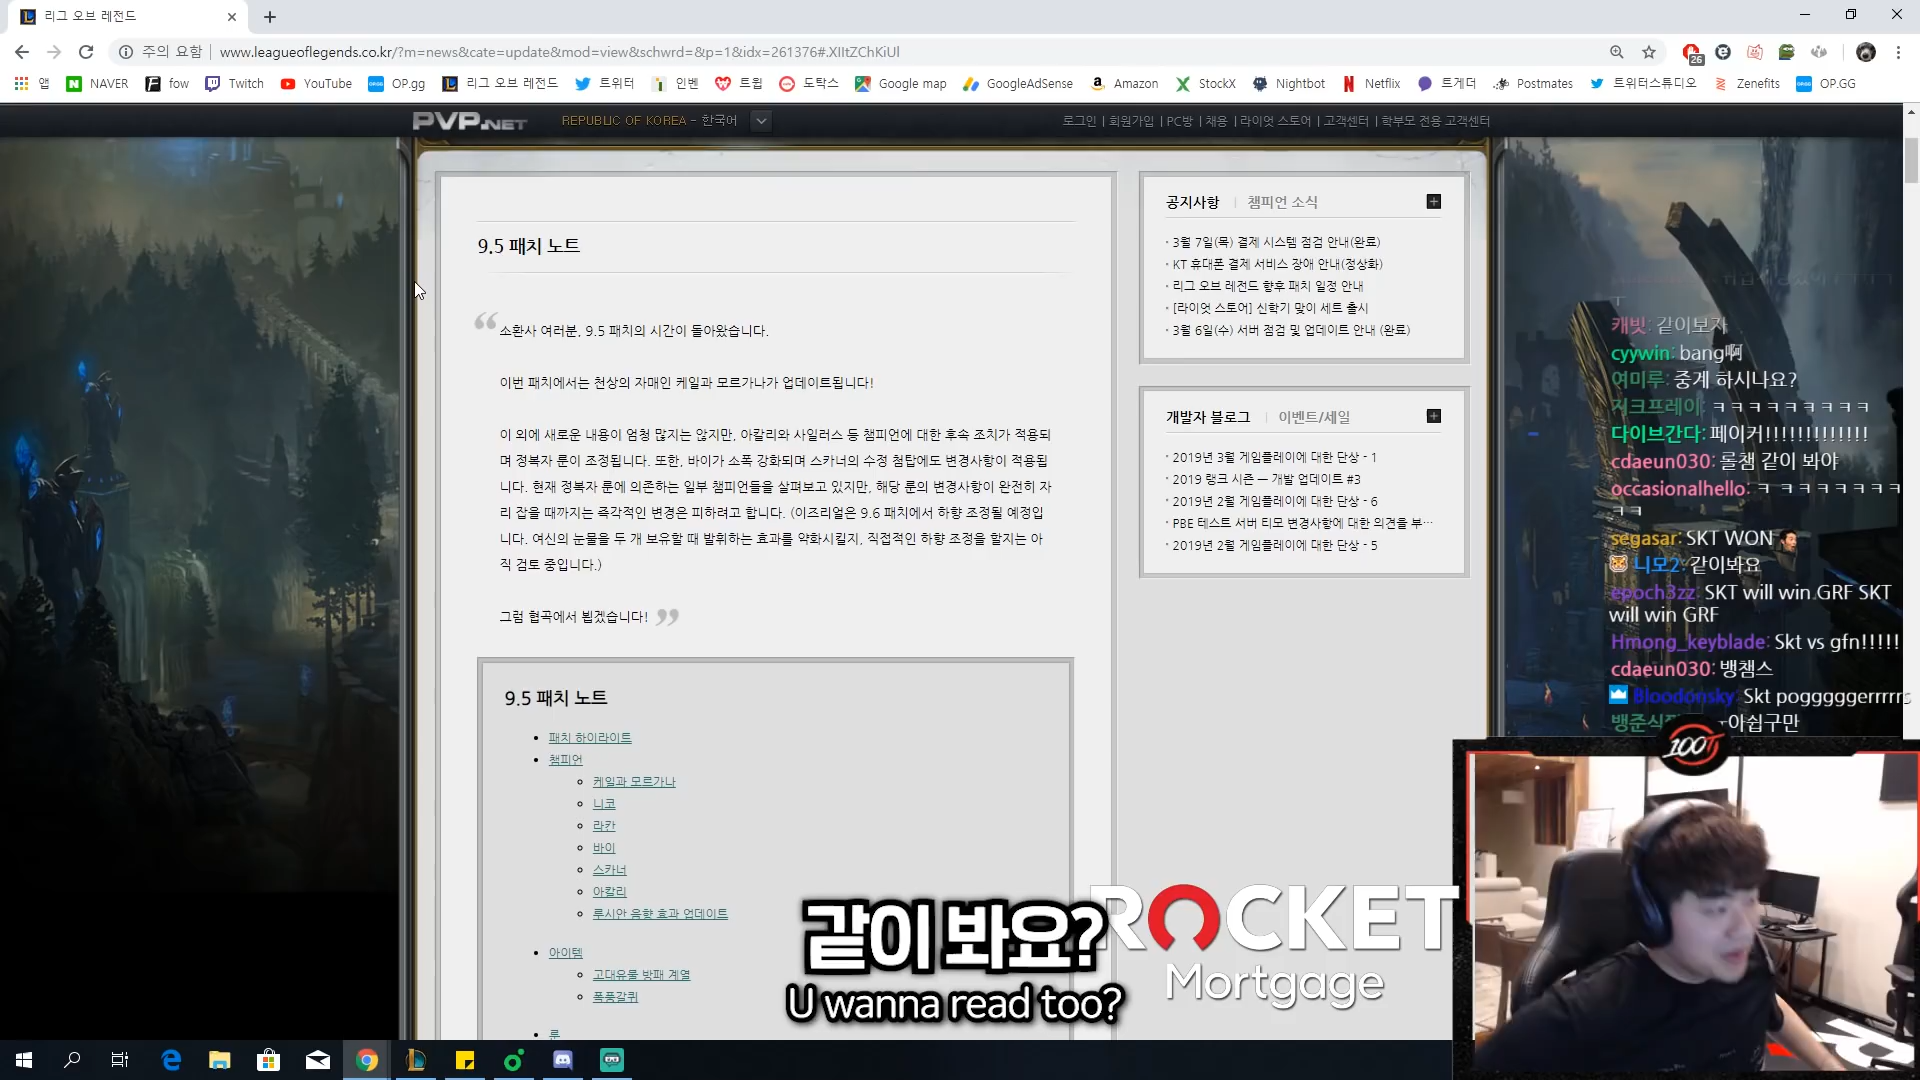 리그 오브 레전드
주의 요함
www.leagueoflegends.co.kr/?m=news&cate=update&mod=view&schwrd=&p=1&idx=261376#.XIItZChKiUl
26
앱 NAVER fow Twitch YouTube OP.gg 리그 오브 레전드 트위터 인벤 트윕 도탁스 Google map GoogleAdSense Amazon StockX Nightbot Netflix 트게더 Postmates 트위터스튜디오 Zenefits OP.GG
PVP.NET REPUBLIC OF KOREA - 한국어
로그인 | 회원가입 | PC방 | 채용 | 라이엇 스토어 | 고객센터 | 학부모 전용 고객센터
9.5 패치 노트
소환사 여러분, 9.5 패치의 시간이 돌아왔습니다.
이번 패치에서는 천상의 자매인 케일과 모르가나가 업데이트됩니다!
이 외에 새로운 내용이 엄청 많지는 않지만, 아칼리와 사일러스 등 챔피언에 대한 후속 조치가 적용되
며 정복자 룬이 조정됩니다. 또한, 바이가 소폭 강화되며 스카너의 수정 첨탑에도 변경사항이 적용됩
니다. 현재 정복자 룬에 의존하는 일부 챔피언들을 살펴보고 있지만, 해당 룬의 변경사항이 완전히 자
리 잡을 때까지는 즉각적인 변경은 피하려고 합니다. (이즈리얼은 9.6 패치에서 하향 조정될 예정입
니다. 여신의 눈물을 두 개 보유할 때 발휘하는 효과를 약화시킬지, 직접적인 하향 조정을 할지는 아
직 검토 중입니다.)
그럼 협곡에서 뵙겠습니다!
9.5 패치 노트
패치 하이라이트
챔피언
케일과 모르가나
니코
라칸
바이
스카너
아칼리
루시안 음향 효과 업데이트
아이템
고대유물 방패 계열
폭풍갈퀴
룬
공지사항 | 챔피언 소식
3월 7일(목) 결제 시스템 점검 안내(완료)
KT 휴대폰 결제 서비스 장애 안내(정상화)
리그 오브 레전드 향후 패치 일정 안내
[라이엇 스토어] 신학기 맞이 세트 출시
3월 6일(수) 서버 점검 및 업데이트 안내 (완료)
개발자 블로그 | 이벤트/세일
2019년 3월 게임플레이에 대한 단상 - 1
2019 랭크 시즌 — 개발 업데이트 #3
2019년 2월 게임플레이에 대한 단상 - 6
PBE 테스트 서버 티모 변경사항에 대한 의견을 부…
2019년 2월 게임플레이에 대한 단상 - 5
캐빗: 같이보자
cyywin: bang啊
여미루: 중계 하시나요?
지크프레이: ㅋㅋㅋㅋㅋㅋㅋㅋㅋ
다이브간다: 페이커!!!!!!!!!!!!!
cdaeun030: 롤챔 같이 봐야
occasionalhello: ㅋㅋㅋㅋㅋㅋㅋㅋ
ㅋㅋ
segasar: SKT WON
니모2: 같이봐요
epoch3zz: SKT will win GRF SKT
will win GRF
Hmong_keyblade: Skt vs gfn!!!!!
cdaeun030: 뱅챔스
Bloodonsky: Skt pogggggerrrrrs
아쉽구만
100T
ROCKET
Mortgage
같이 봐요?
U wanna read too?